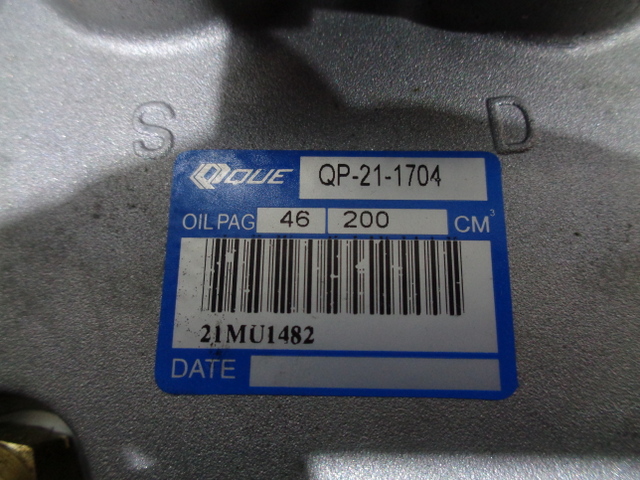 S D
QUE QP-21-1704
OIL PAG 46 200 CM³
21MU1482
DATE